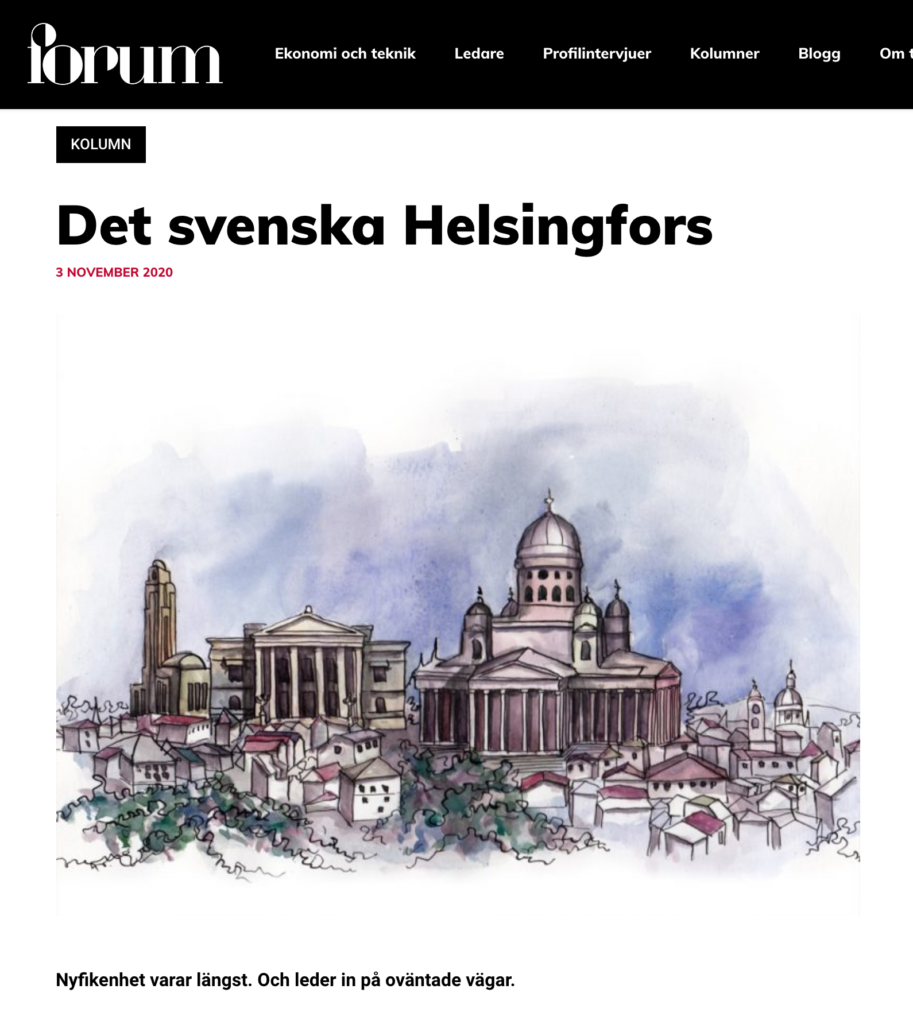 forum
Ekonomi och teknik Ledare Profilintervjuer Kolumner Blogg Om t
KOLUMN
Det svenska Helsingfors
3 NOVEMBER 2020
Nyfikenhet varar längst. Och leder in på oväntade vägar.